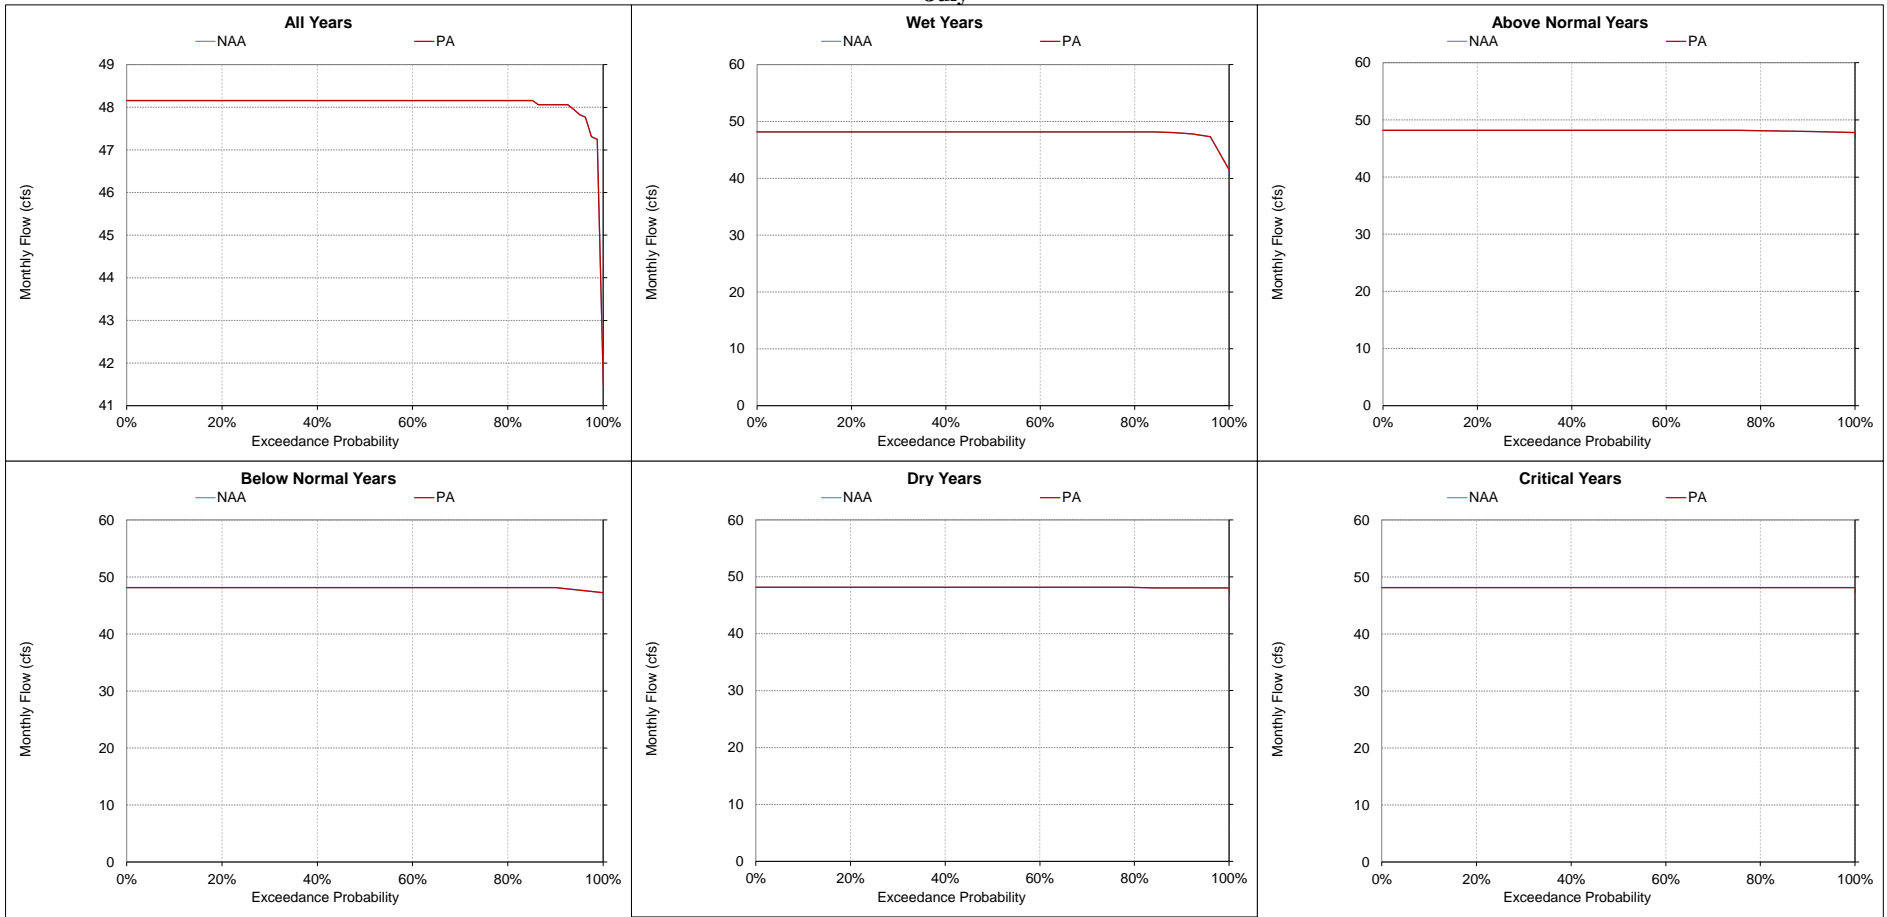 All Years
NAA PA
49
48
47
46
45
44
43
42
41
Monthly Flow (cfs)
0% 20% 40% 60% 80% 100%
Exceedance Probability
Wet Years
NAA PA
60
50
40
30
20
10
0
Monthly Flow (cfs)
0% 20% 40% 60% 80% 100%
Exceedance Probability
Above Normal Years
NAA PA
60
50
40
30
20
10
0
Monthly Flow (cfs)
0% 20% 40% 60% 80% 100%
Exceedance Probability
Below Normal Years
NAA PA
60
50
40
30
20
10
0
Monthly Flow (cfs)
0% 20% 40% 60% 80% 100%
Exceedance Probability
Dry Years
NAA PA
60
50
40
30
20
10
0
Monthly Flow (cfs)
0% 20% 40% 60% 80% 100%
Exceedance Probability
Critical Years
NAA PA
60
50
40
30
20
10
0
Monthly Flow (cfs)
0% 20% 40% 60% 80% 100%
Exceedance Probability